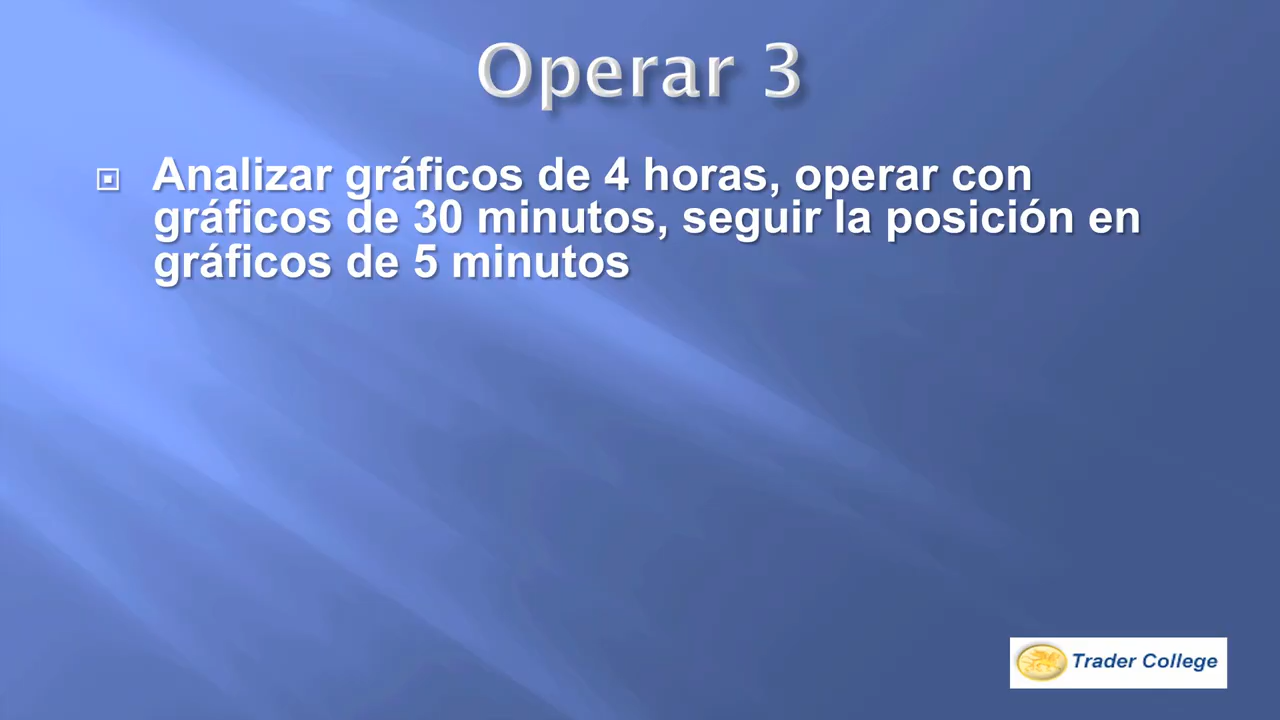 Operar 3
Analizar gráficos de 4 horas, operar con
gráficos de 30 minutos, seguir la posición en
gráficos de 5 minutos
Trader College